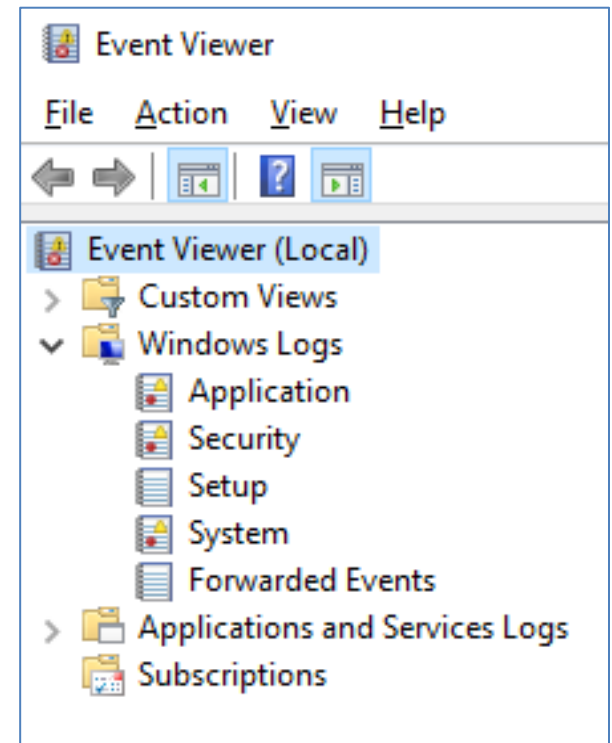 Event Viewer
File Action View Help
?
Event Viewer (Local)
Custom Views
Windows Logs
Application
Security
Setup
System
Forwarded Events
Applications and Services Logs
Subscriptions